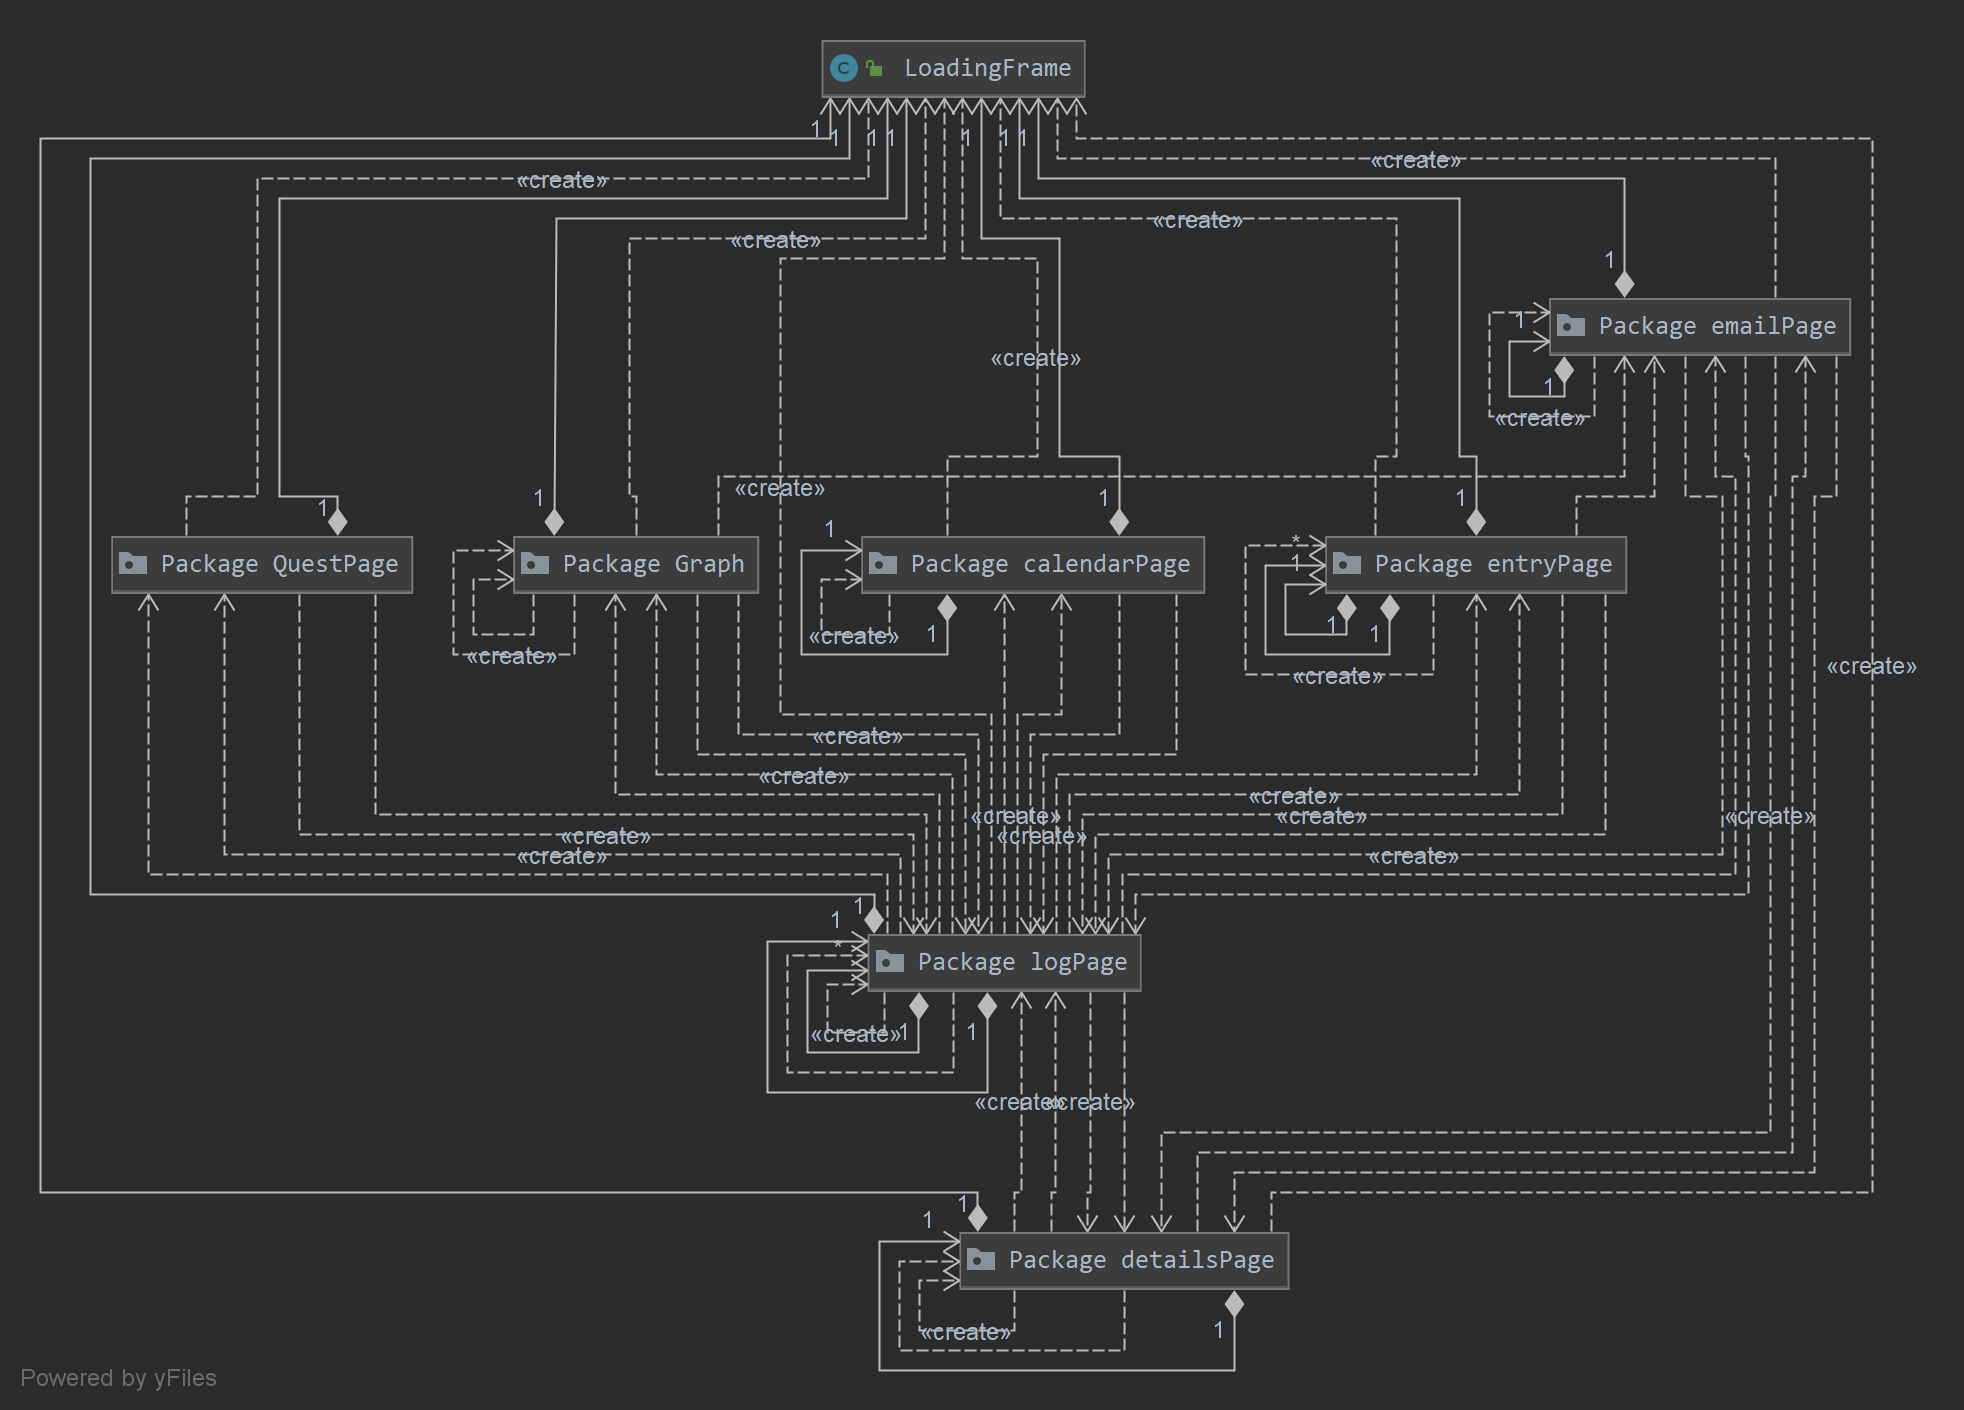 C LoadingFrame
1
1
1
1
1
1
1
«create»
«create»
«create»
«create»
1
1
Package emailPage
«create»
1
«create»
«create»
1
1
1
1
1
*
1
Package QuestPage
Package Graph
Package calendarPage
Package entryPage
1
1
1
«create»
«create»
«create»
«create»
«create»
«create»
«create»
«create»
«create»
«create»
«create»
«create»
«create»
«create»
1
1
*
Package logPage
1
1
«create»
«create»
«create»
1
1
Package detailsPage
1
«create»
Powered by yFiles